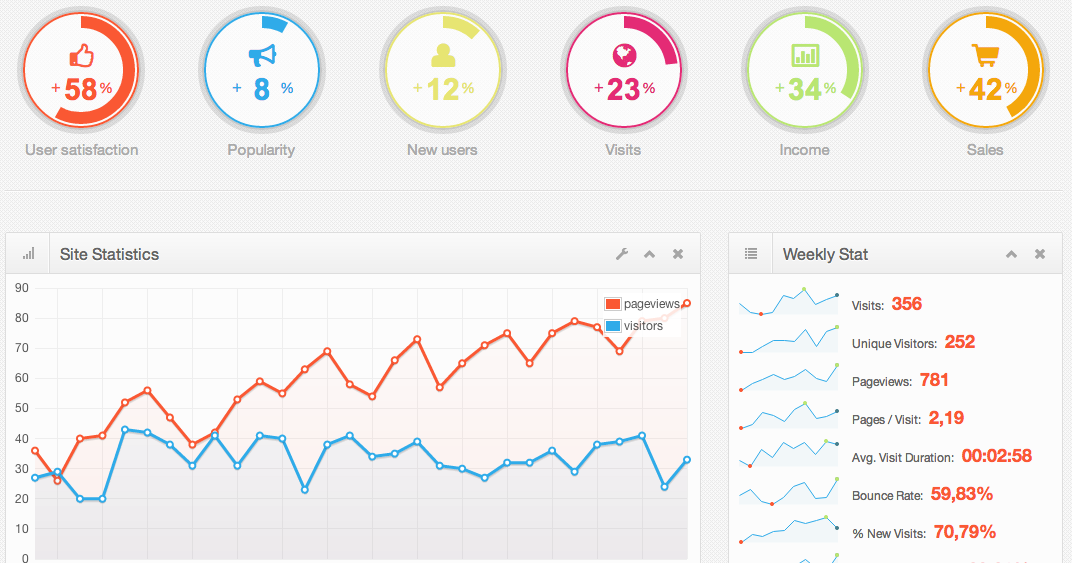 + 58 %
+ 8 %
+ 12 %
+ 23 %
+ 34 %
+ 42 %
User satisfaction
Popularity
New users
Visits
Income
Sales
Site Statistics
90
80
70
60
50
40
30
20
10
0
pageviews
visitors
Weekly Stat
Visits: 356
Unique Visitors: 252
Pageviews: 781
Pages / Visit: 2,19
Avg. Visit Duration: 00:02:58
Bounce Rate: 59,83%
% New Visits: 70,79%